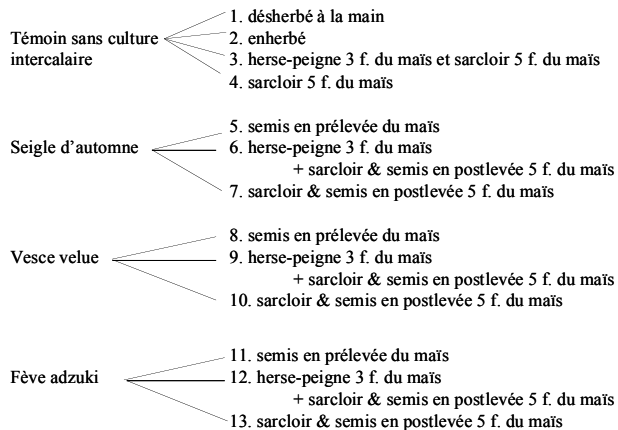 Témoin sans culture
intercalaire
1. désherbé à la main
2. enherbé
3. herse-peigne 3 f. du maïs et sarcloir 5 f. du maïs
4. sarcloir 5 f. du maïs
Seigle d'automne
5. semis en prélevée du maïs
6. herse-peigne 3 f. du maïs
+ sarcloir & semis en postlevée 5 f. du maïs
7. sarcloir & semis en postlevée 5 f. du maïs
Vesce velue
8. semis en prélevée du maïs
9. herse-peigne 3 f. du maïs
+ sarcloir & semis en postlevée 5 f. du maïs
10. sarcloir & semis en postlevée 5 f. du maïs
Fève adzuki
11. semis en prélevée du maïs
12. herse-peigne 3 f. du maïs
+ sarcloir & semis en postlevée 5 f. du maïs
13. sarcloir & semis en postlevée 5 f. du maïs